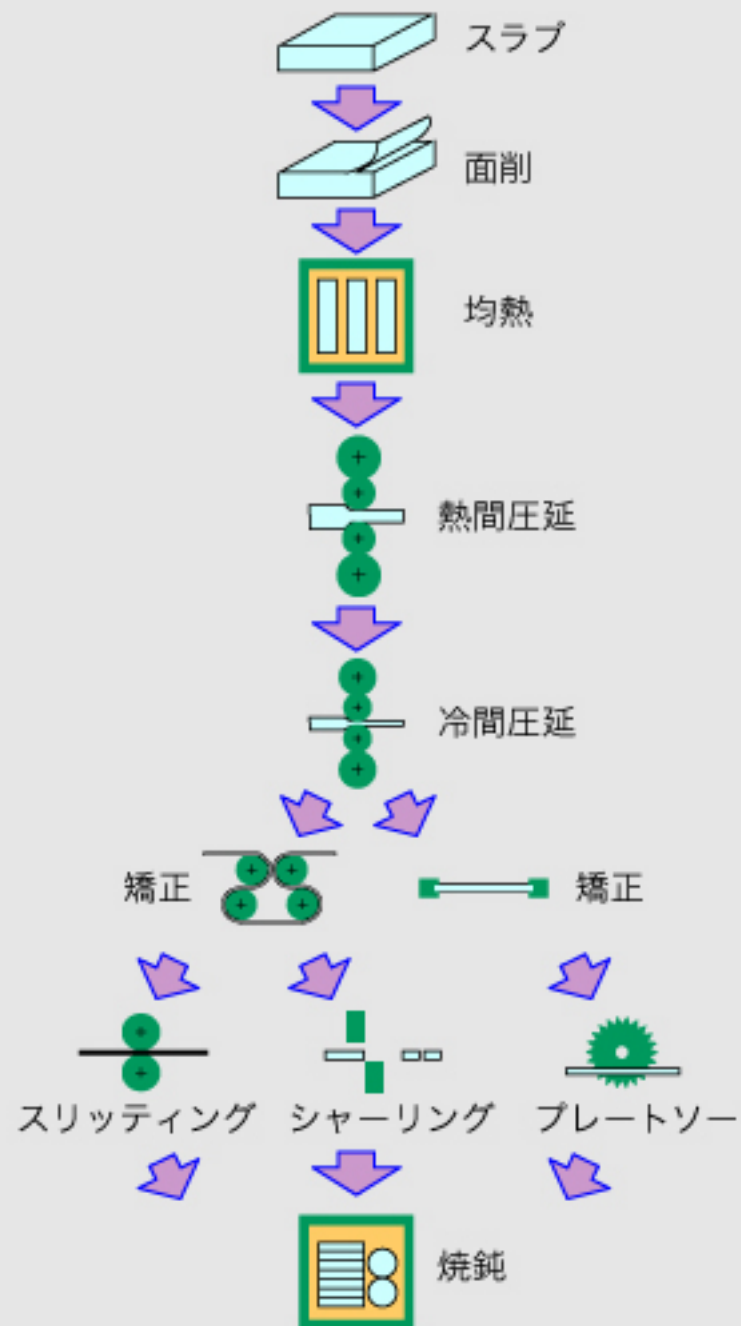 スラブ
面削
均熱
熱間圧延
冷間圧延
矯正
矯正
スリッティング
シャーリング
プレートソー
焼鈍